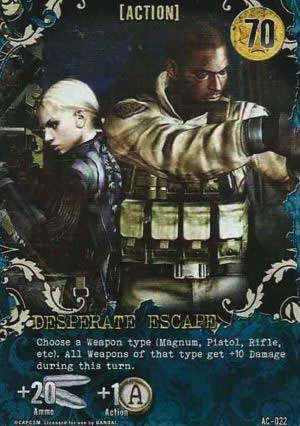 [ACTION]
70
DESPERATE ESCAPE
Choose a Weapon type (Magnum, Pistol, Rifle,
etc). All Weapons of that type get +10 Damage
during this turn.
+20 +1 A
Ammo Action
©CAPCOM. Licensed for use by BANDAI. AC-022